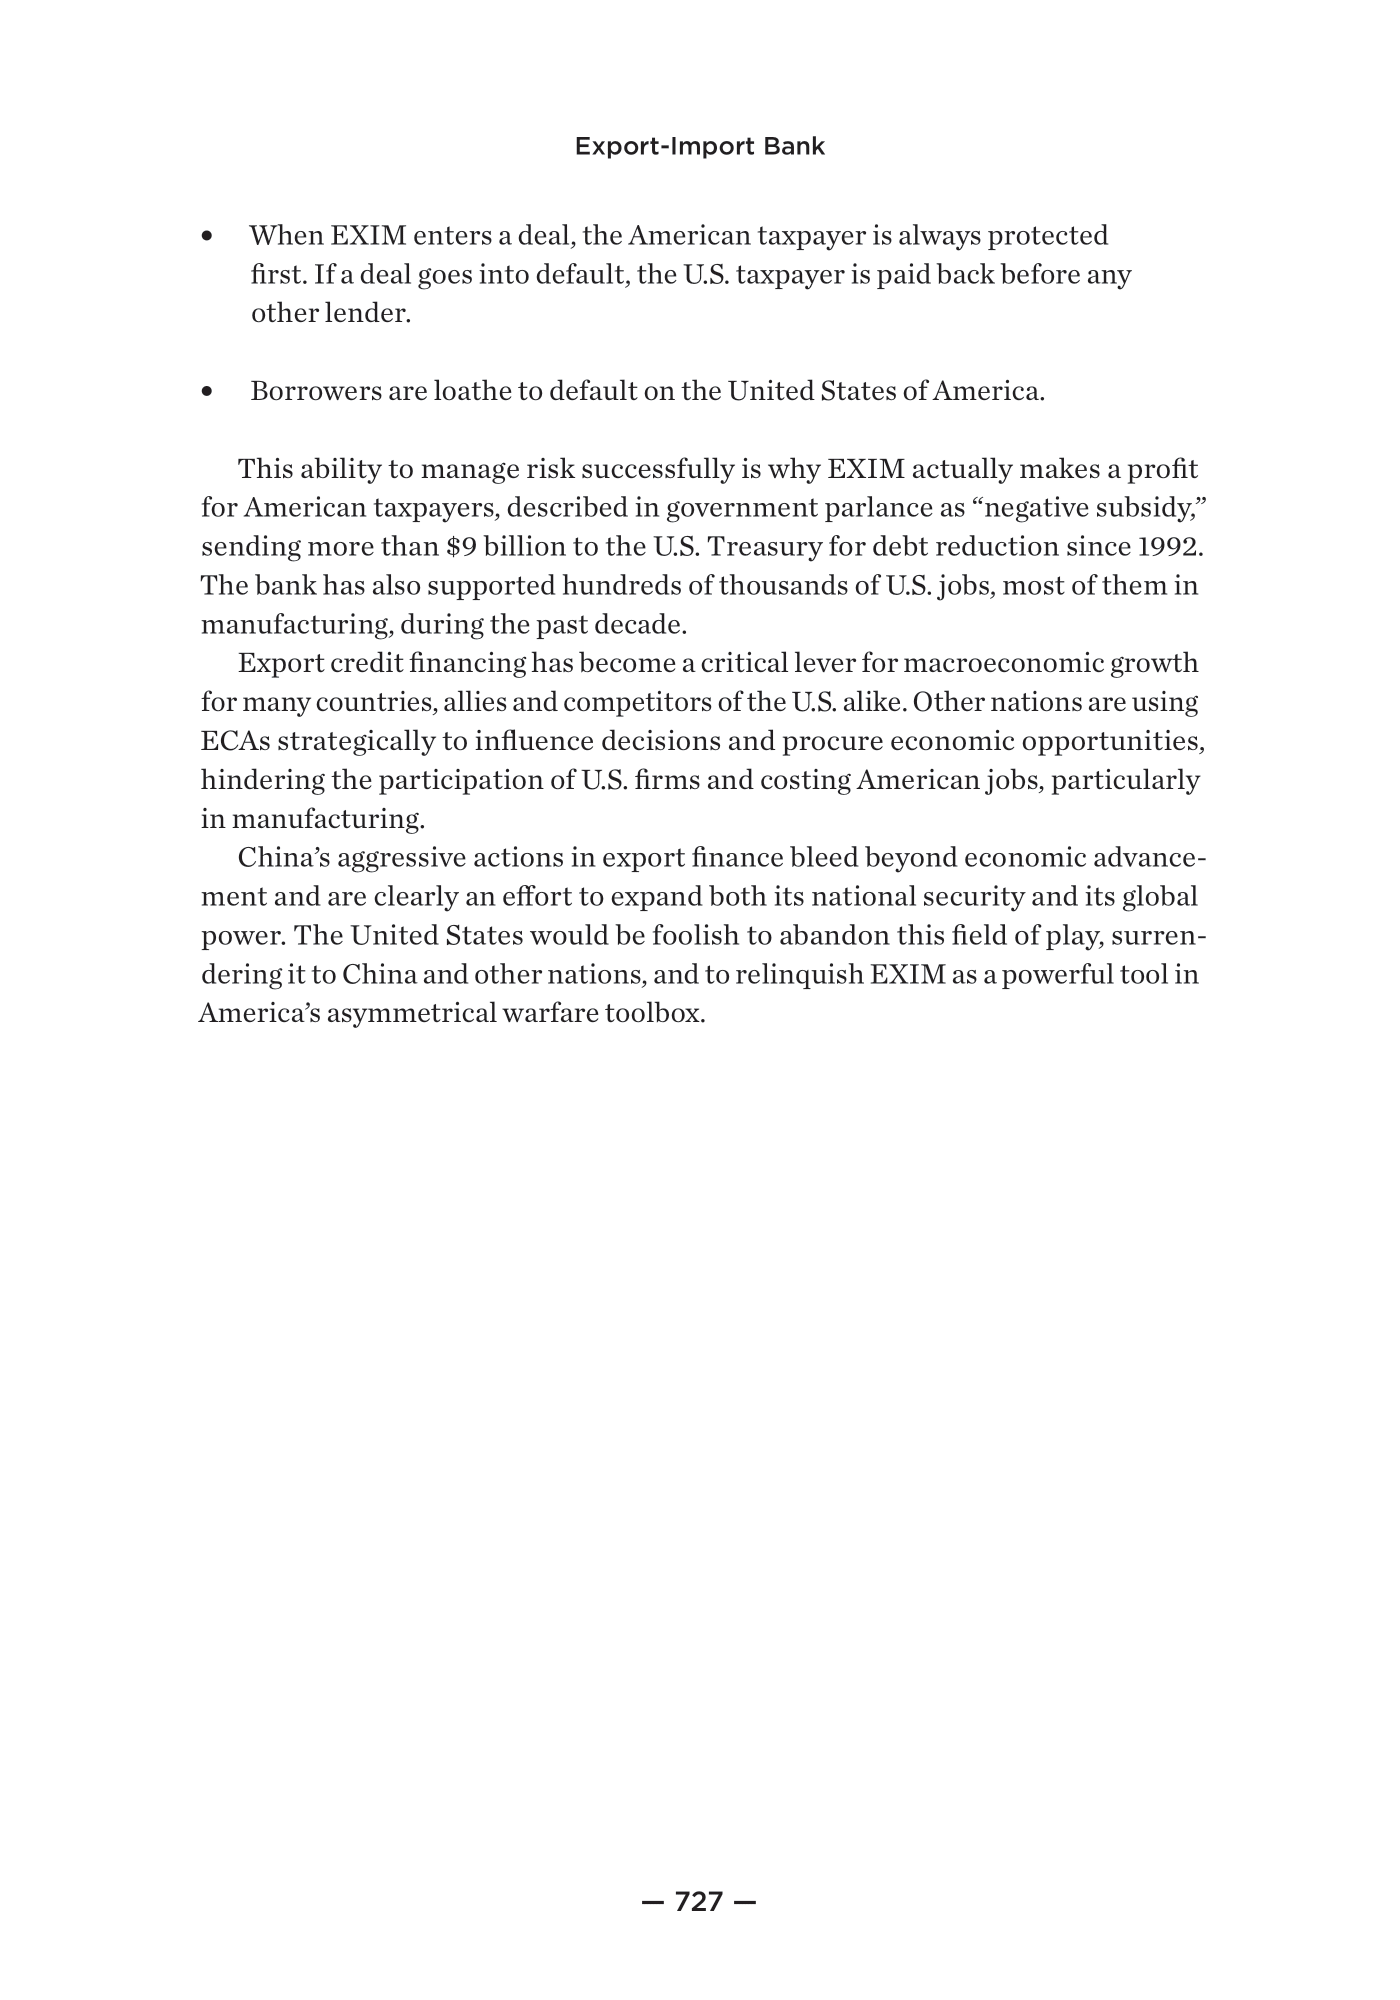 Export-Import Bank
• When EXIM enters a deal, the American taxpayer is always protected
first. If a deal goes into default, the U.S. taxpayer is paid back before any
other lender.
• Borrowers are loathe to default on the United States of America.
This ability to manage risk successfully is why EXIM actually makes a profit
for American taxpayers, described in government parlance as “negative subsidy,”
sending more than $9 billion to the U.S. Treasury for debt reduction since 1992.
The bank has also supported hundreds of thousands of U.S. jobs, most of them in
manufacturing, during the past decade.
Export credit financing has become a critical lever for macroeconomic growth
for many countries, allies and competitors of the U.S. alike. Other nations are using
ECAs strategically to influence decisions and procure economic opportunities,
hindering the participation of U.S. firms and costing American jobs, particularly
in manufacturing.
China’s aggressive actions in export finance bleed beyond economic advance-
ment and are clearly an effort to expand both its national security and its global
power. The United States would be foolish to abandon this field of play, surren-
dering it to China and other nations, and to relinquish EXIM as a powerful tool in
America’s asymmetrical warfare toolbox.
— 727 —